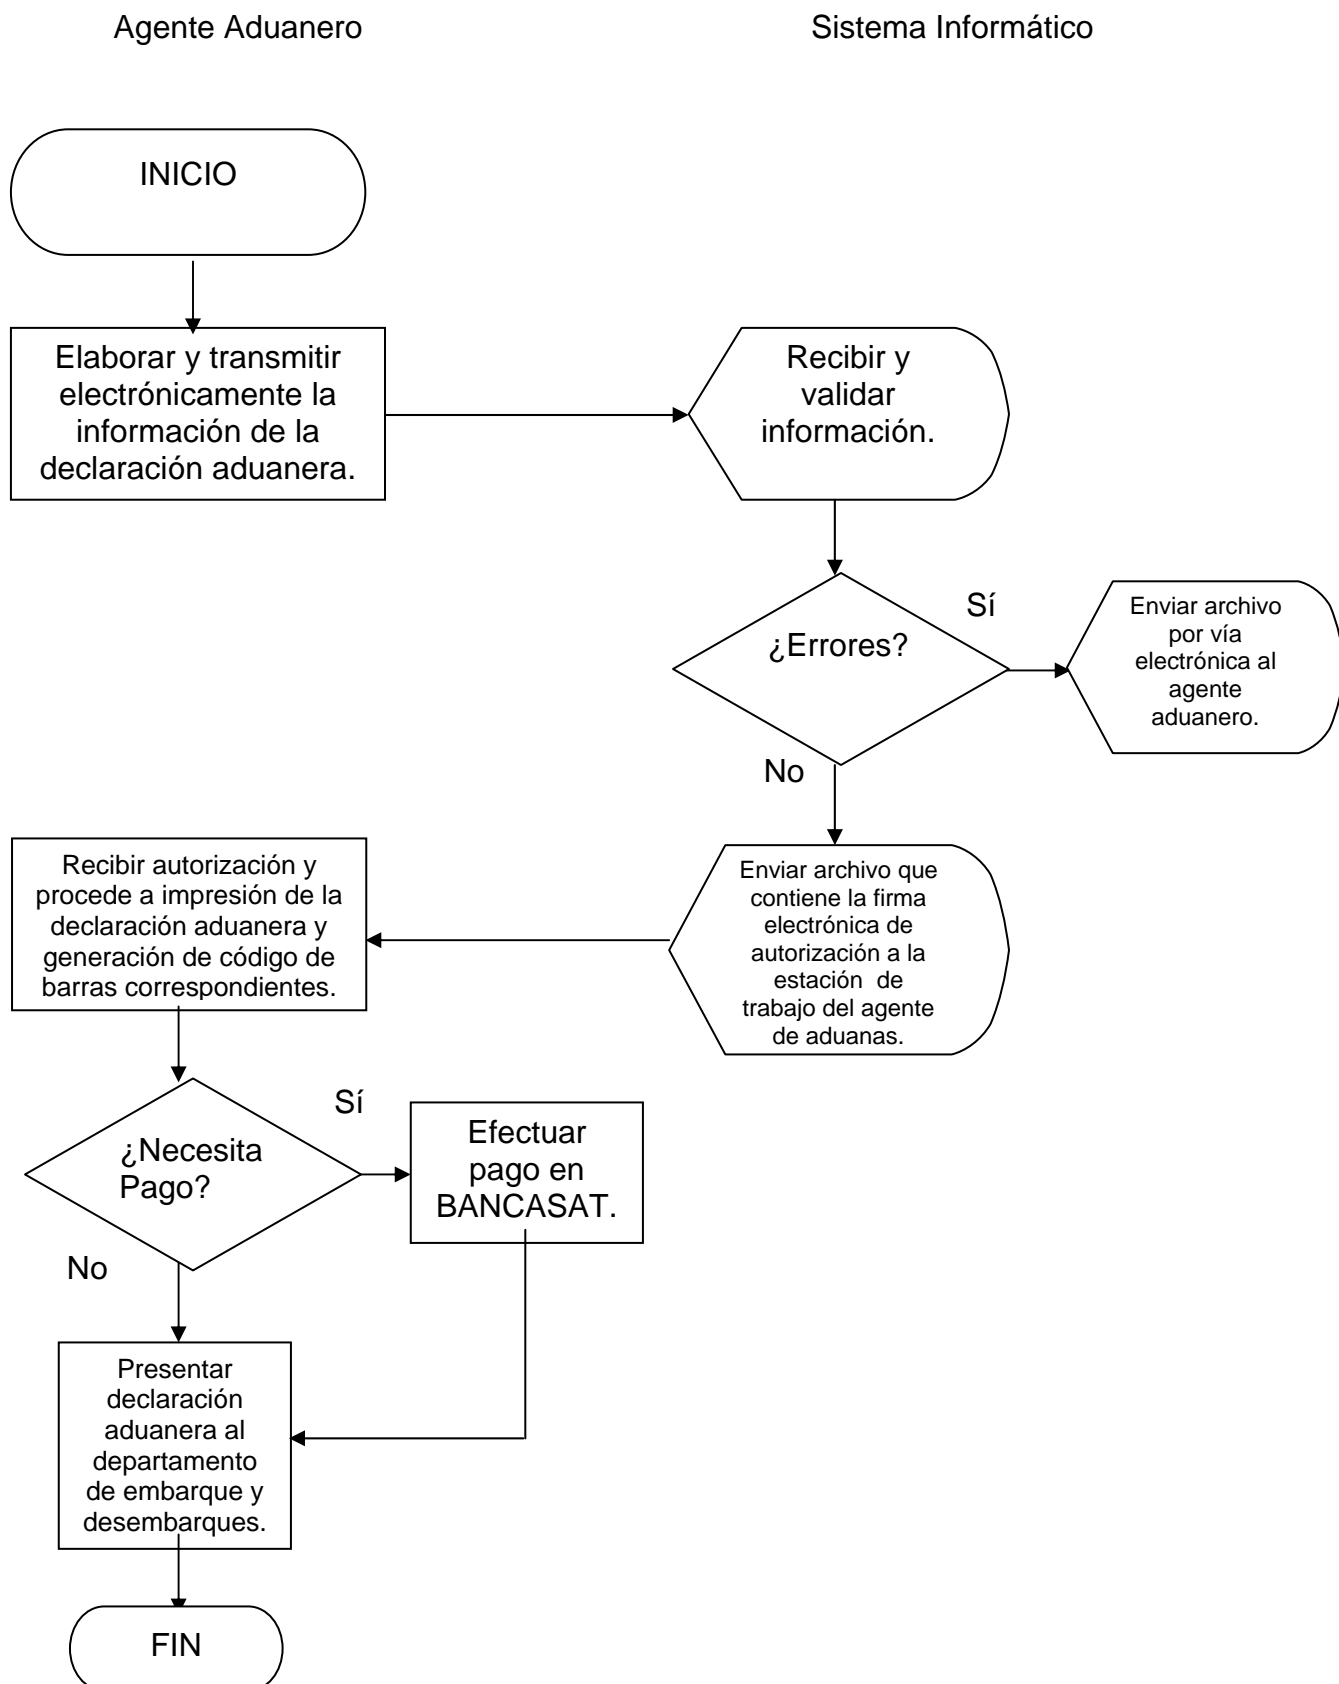 Agente Aduanero
Sistema Informático
INICIO
Elaborar y transmitir
electrónicamente la
información de la
declaración aduanera.
Recibir y
validar
información.
¿Errores?
Sí
Enviar archivo
por vía
electrónica al
agente
aduanero.
No
Enviar archivo que
contiene la firma
electrónica de
autorización a la
estación de
trabajo del agente
de aduanas.
Recibir autorización y
procede a impresión de la
declaración aduanera y
generación de código de
barras correspondientes.
¿Necesita
Pago?
Sí
Efectuar
pago en
BANCASAT.
No
Presentar
declaración
aduanera al
departamento
de embarque y
desembarques.
FIN